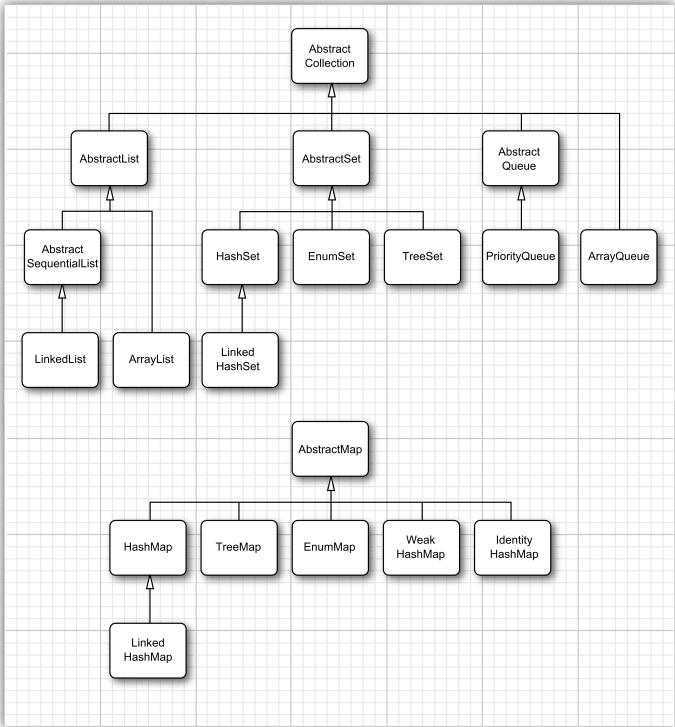 Abstract
Collection
AbstractList
AbstractSet
Abstract
Queue
Abstract
SequentialList
HashSet
EnumSet
TreeSet
PriorityQueue
ArrayQueue
LinkedList
ArrayList
Linked
HashSet
AbstractMap
HashMap
TreeMap
EnumMap
Weak
HashMap
Identity
HashMap
Linked
HashMap